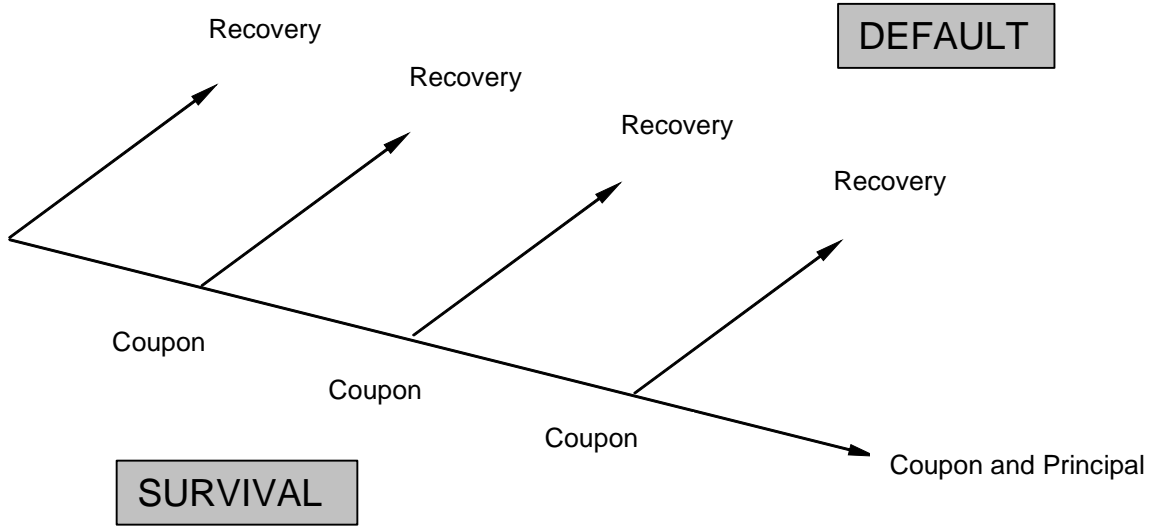 Recovery
DEFAULT
Recovery
Recovery
Recovery
Coupon
Coupon
Coupon
Coupon and Principal
SURVIVAL